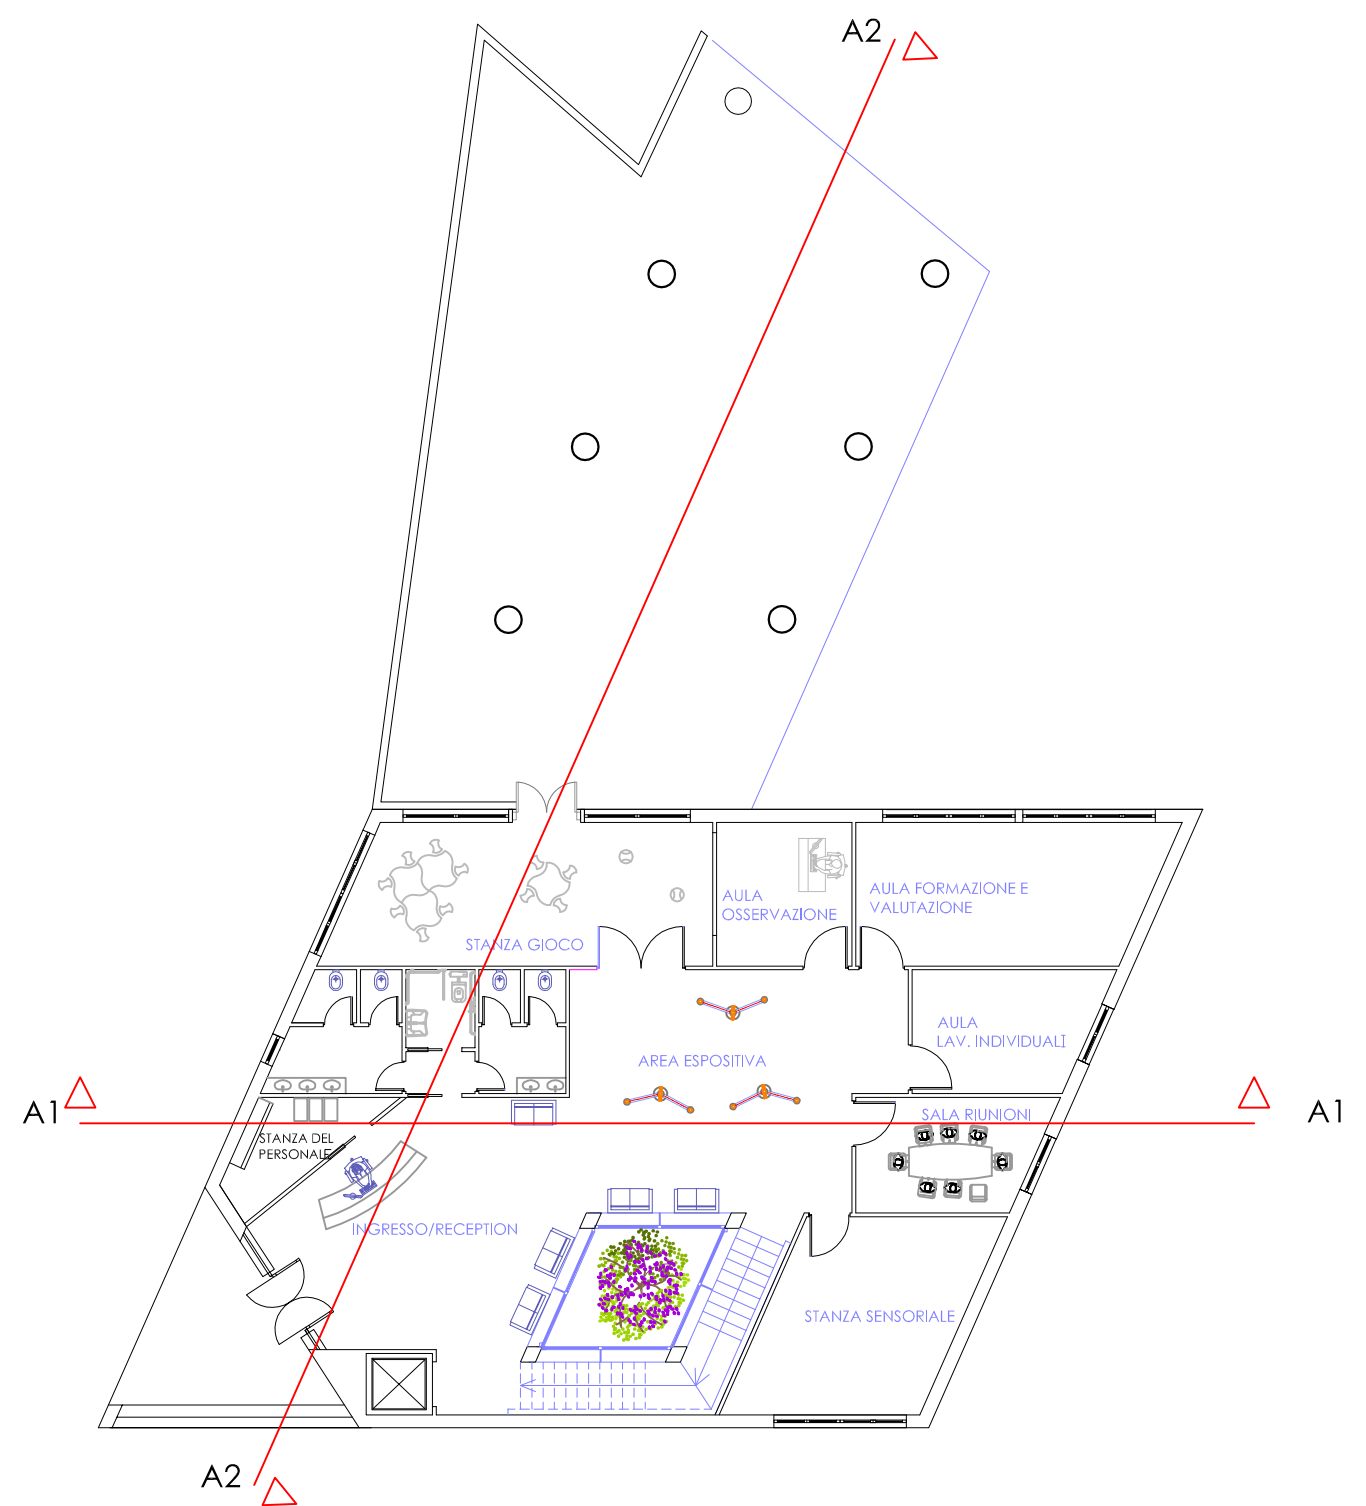 A2
AULA
OSSERVAZIONE
AULA FORMAZIONE E
VALUTAZIONE
STANZA GIOCO
AULA
LAV. INDIVIDUALI
AREA ESPOSITIVA
A1
A1
SALA RIUNIONI
STANZA DEL
PERSONALE
INGRESSO/RECEPTION
STANZA SENSORIALE
A2